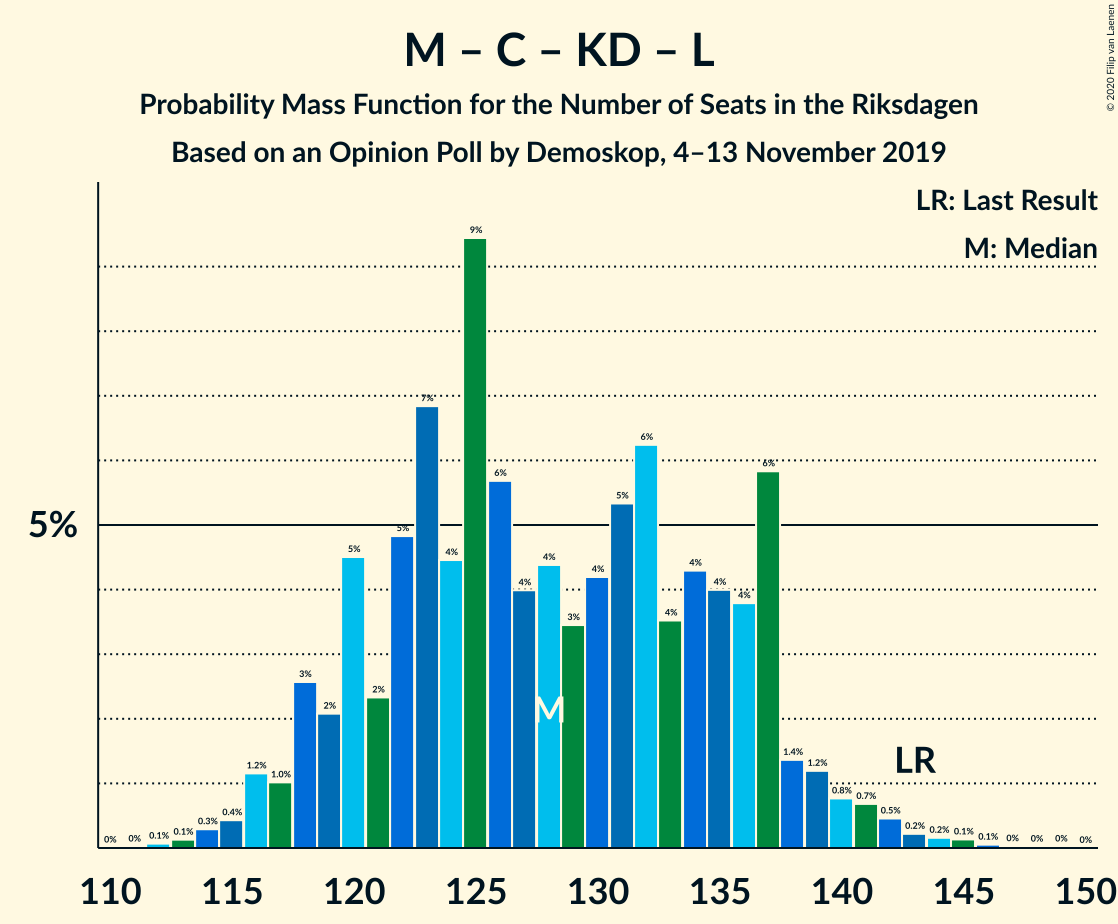 © 2020 Filip van Laenen
M – C – KD – L
Probability Mass Function for the Number of Seats in the Riksdagen
Based on an Opinion Poll by Demoskop, 4–13 November 2019
LR: Last Result
M: Median
5%
0% 0% 0.1% 0.1% 0.3% 0.4% 1.2% 1.0% 3% 2% 5% 2% 5% 7% 4% 9% 6% 4% 4% 3% 4% 5% 6% 4% 4% 4% 4% 6% 1.4% 1.2% 0.8% 0.7% 0.5% 0.2% 0.2% 0.1% 0.1% 0% 0% 0% 0%
M
LR
110 115 120 125 130 135 140 145 150